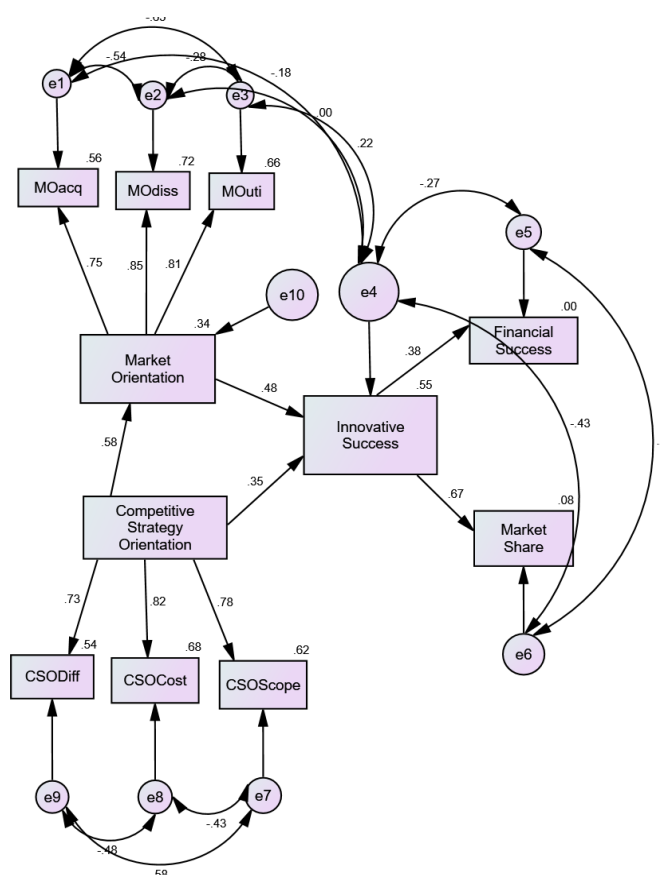 -.54
-.28
-.18
e1
e2
e3
.00
.22
.56
.72
.66
MOacq
MOdiss
MOuti
-.27
e5
.75
.85
.81
e10
e4
.00
.34
Financial
Success
Market
Orientation
.38
.55
.48
-.43
Innovative
Success
.58
.35
.67
.08
Competitive
Strategy
Orientation
Market
Share
.73
.82
.78
.54
.68
.62
e6
CSODiff
CSOCost
CSOScope
e9
e8
e7
-.43
-.48